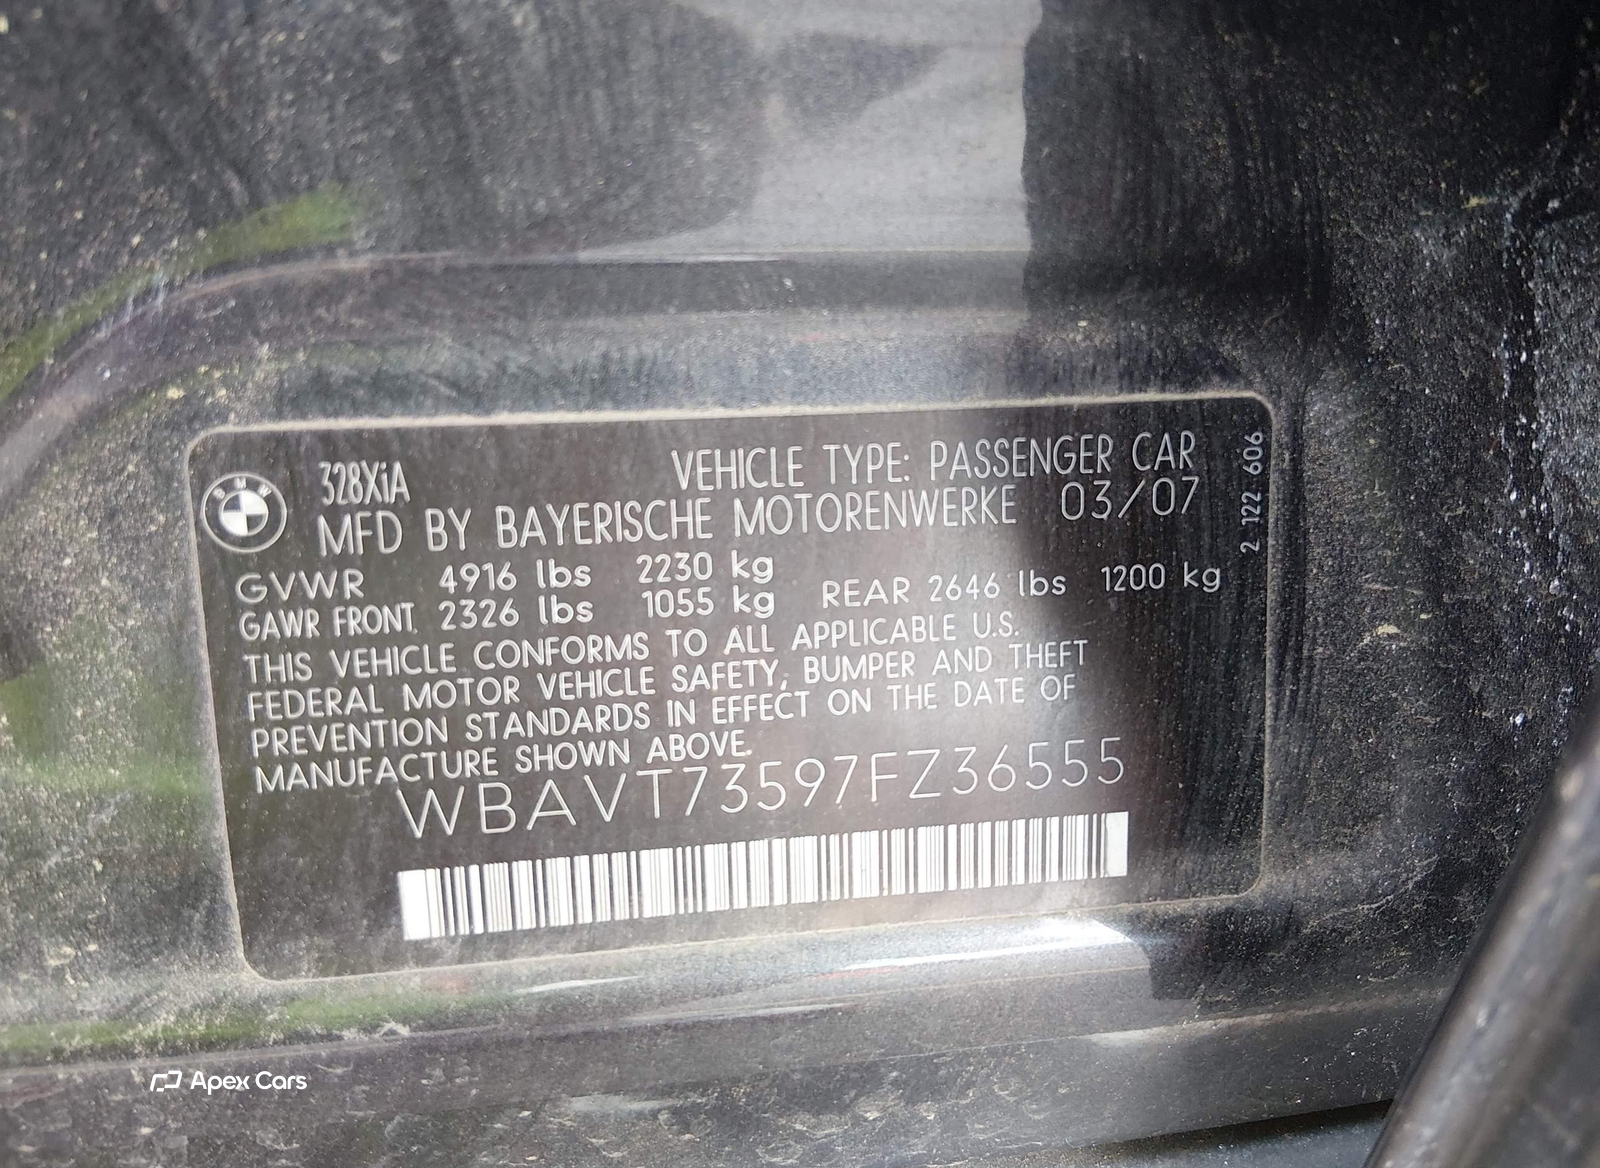 BMW
328XiA VEHICLE TYPE: PASSENGER CAR
MFD BY BAYERISCHE MOTORENWERKE 03/07
GVWR 4916 lbs 2230 kg
GAWR FRONT 2326 lbs 1055 kg REAR 2646 lbs 1200 kg
THIS VEHICLE CONFORMS TO ALL APPLICABLE U.S.
FEDERAL MOTOR VEHICLE SAFETY, BUMPER AND THEFT
PREVENTION STANDARDS IN EFFECT ON THE DATE OF
MANUFACTURE SHOWN ABOVE.
WBAVT73597FZ36555
2 122 606
Apex Cars